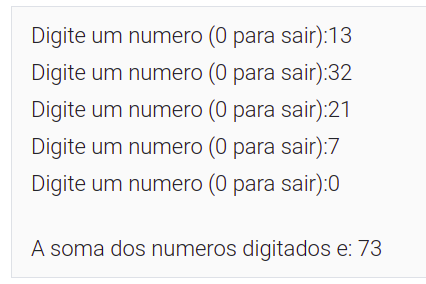 Digite um numero (0 para sair):13
Digite um numero (0 para sair):32
Digite um numero (0 para sair):21
Digite um numero (0 para sair):7
Digite um numero (0 para sair):0
A soma dos numeros digitados e: 73